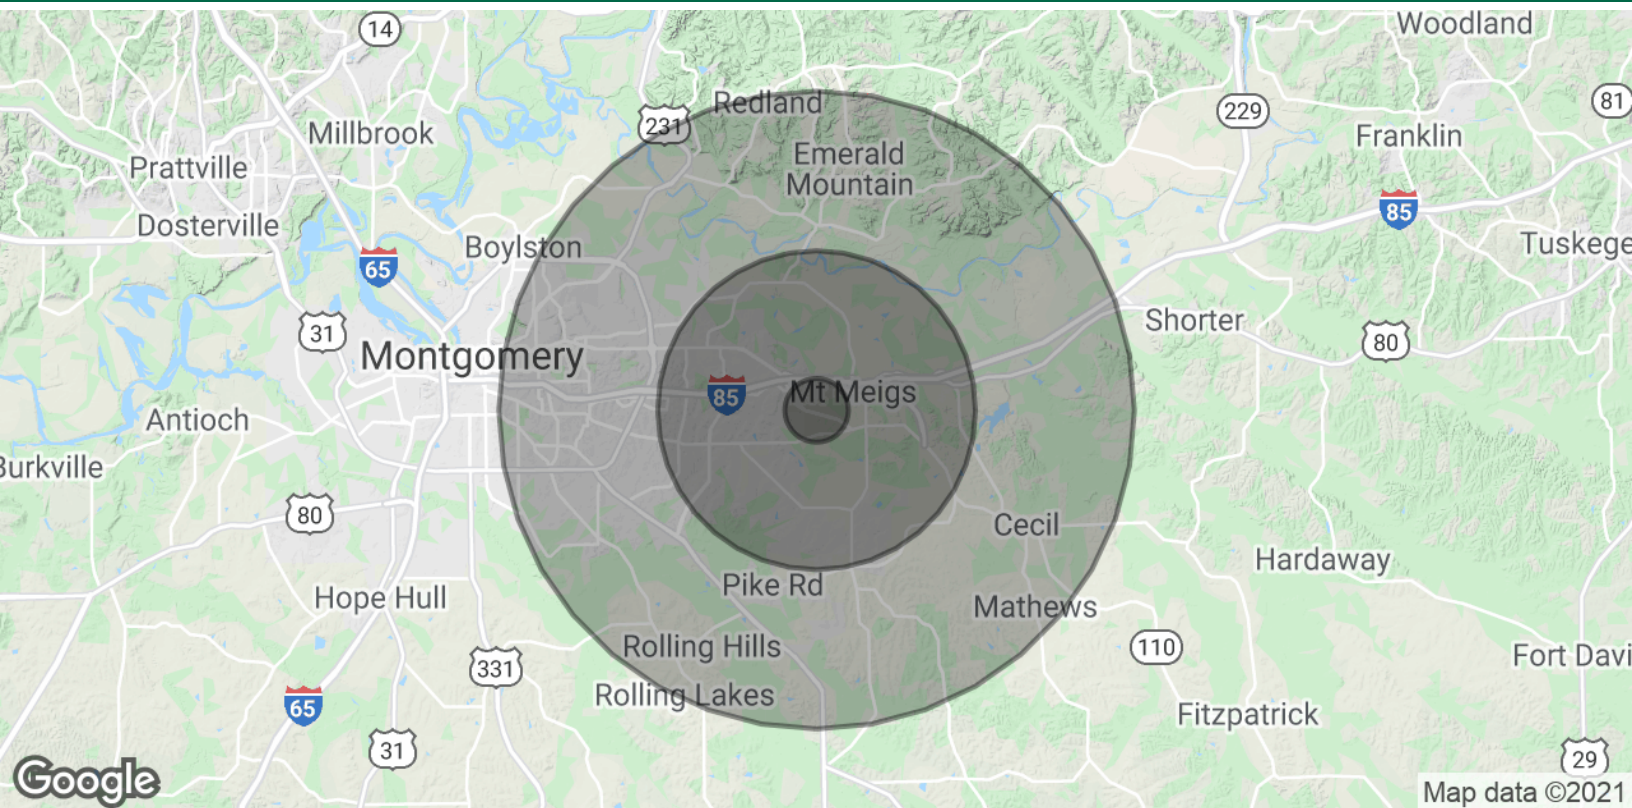 Woodland
14
81
Redland
229
231
Millbrook
Franklin
Emerald
Mountain
Prattville
85
Dosterville
Tuskege
Boylston
65
Shorter
31
80
Montgomery
85
Mt Meigs
Antioch
Burkville
80
Cecil
Hardaway
Pike Rd
Hope Hull
Mathews
Rolling Hills
110
Fort Davi
331
Rolling Lakes
65
Fitzpatrick
31
29
Google
Map data ©2021